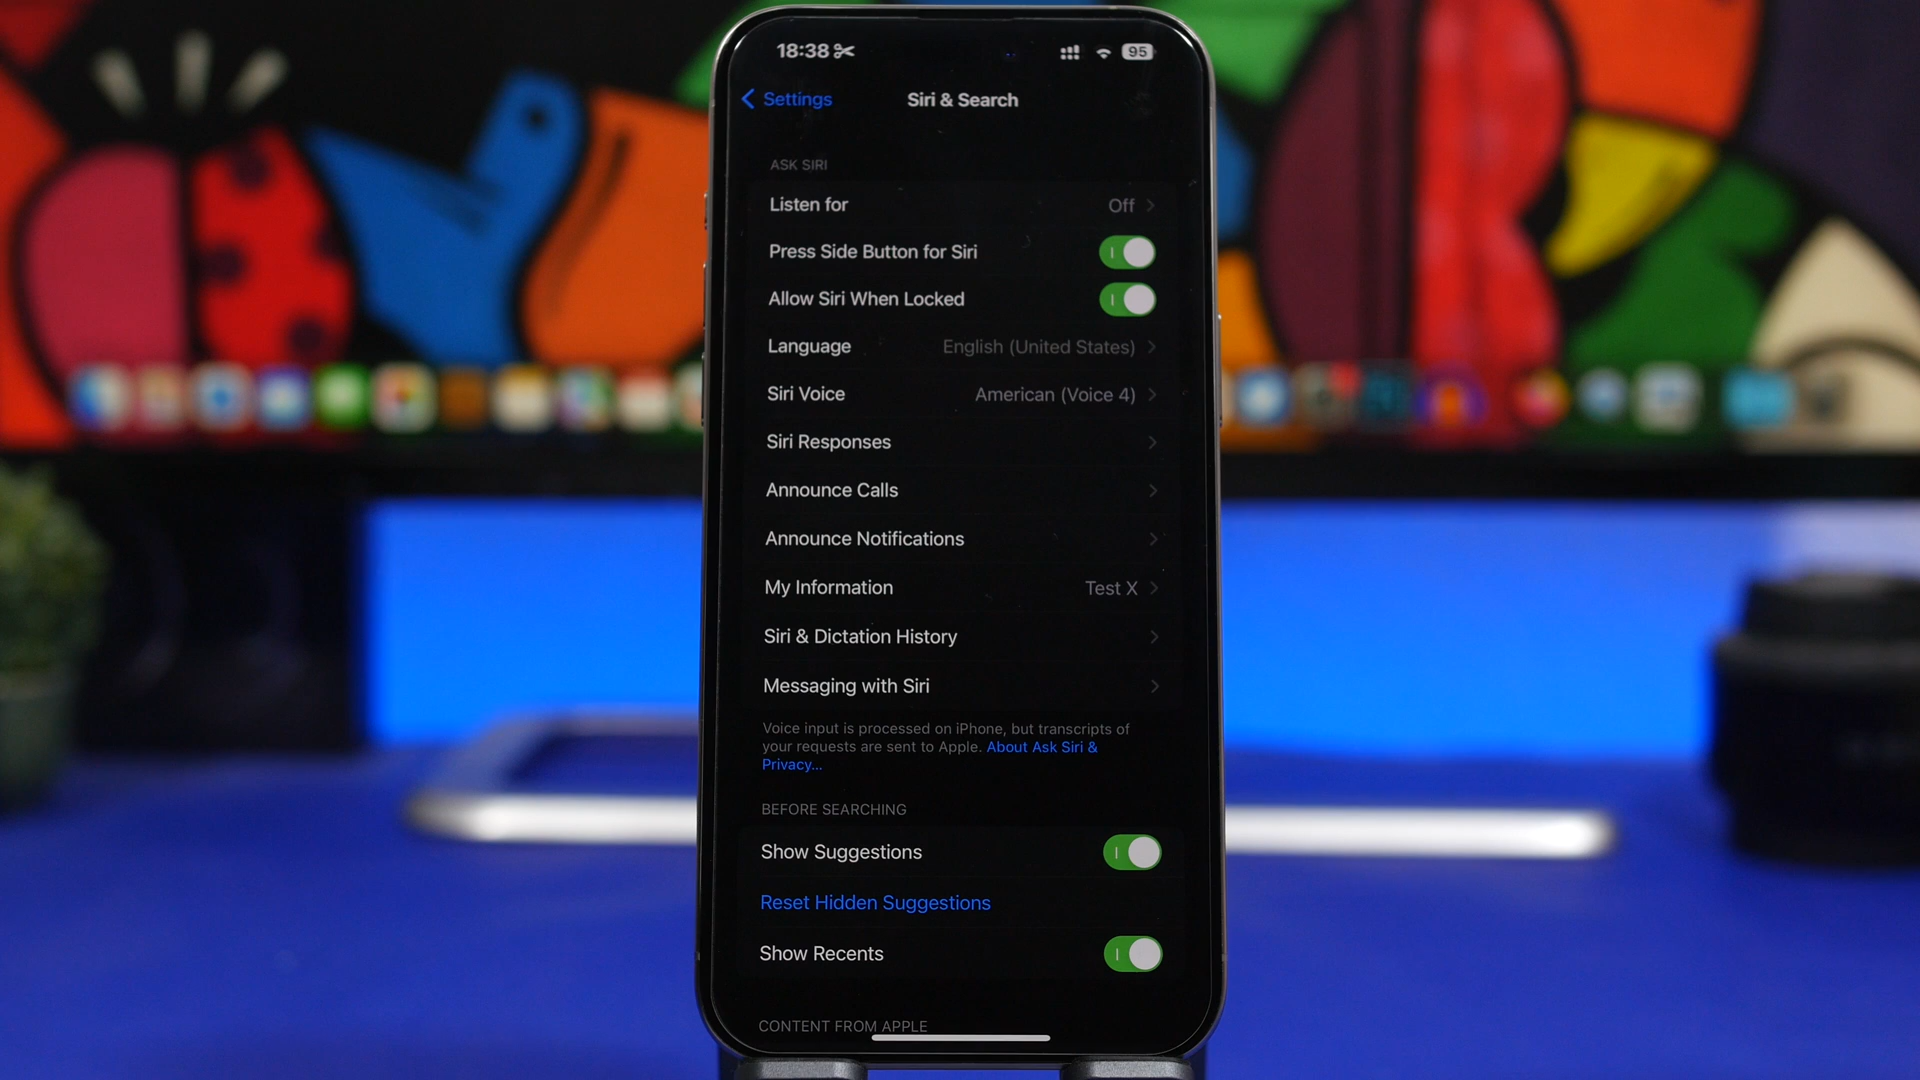 18:38 95
Settings Siri & Search
ASK SIRI
Listen for Off
Press Side Button for Siri
Allow Siri When Locked
Language English (United States)
Siri Voice American (Voice 4)
Siri Responses
Announce Calls
Announce Notifications
My Information Test X
Siri & Dictation History
Messaging with Siri
Voice input is processed on iPhone, but transcripts of
your requests are sent to Apple. About Ask Siri &
Privacy...
BEFORE SEARCHING
Show Suggestions
Reset Hidden Suggestions
Show Recents
CONTENT FROM APPLE